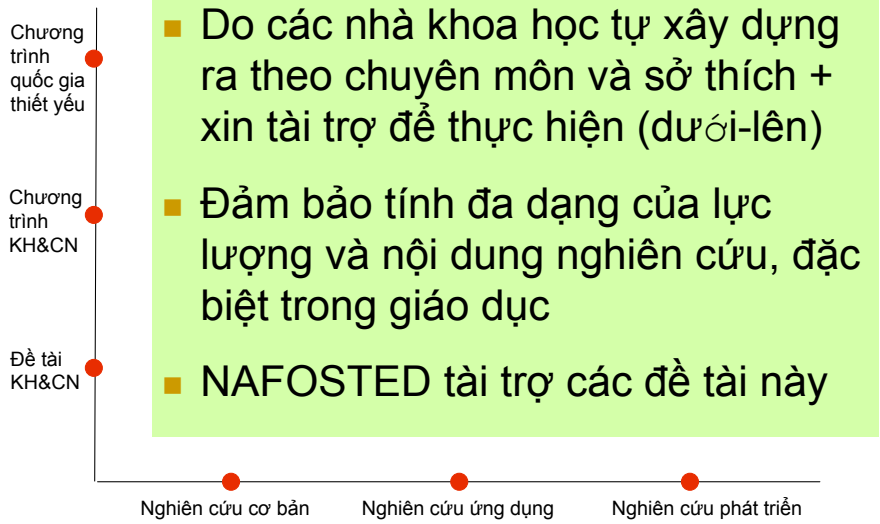 Chương
trình
quốc gia
thiết yếu
Chương
trình
KH&CN
Đề tài
KH&CN
Do các nhà khoa học tự xây dựng
ra theo chuyên môn và sở thích +
xin tài trợ để thực hiện (dưới-lên)
Đảm bảo tính đa dạng của lực
lượng và nội dung nghiên cứu, đặc
biệt trong giáo dục
NAFOSTED tài trợ các đề tài này
Nghiên cứu cơ bản Nghiên cứu ứng dụng Nghiên cứu phát triển